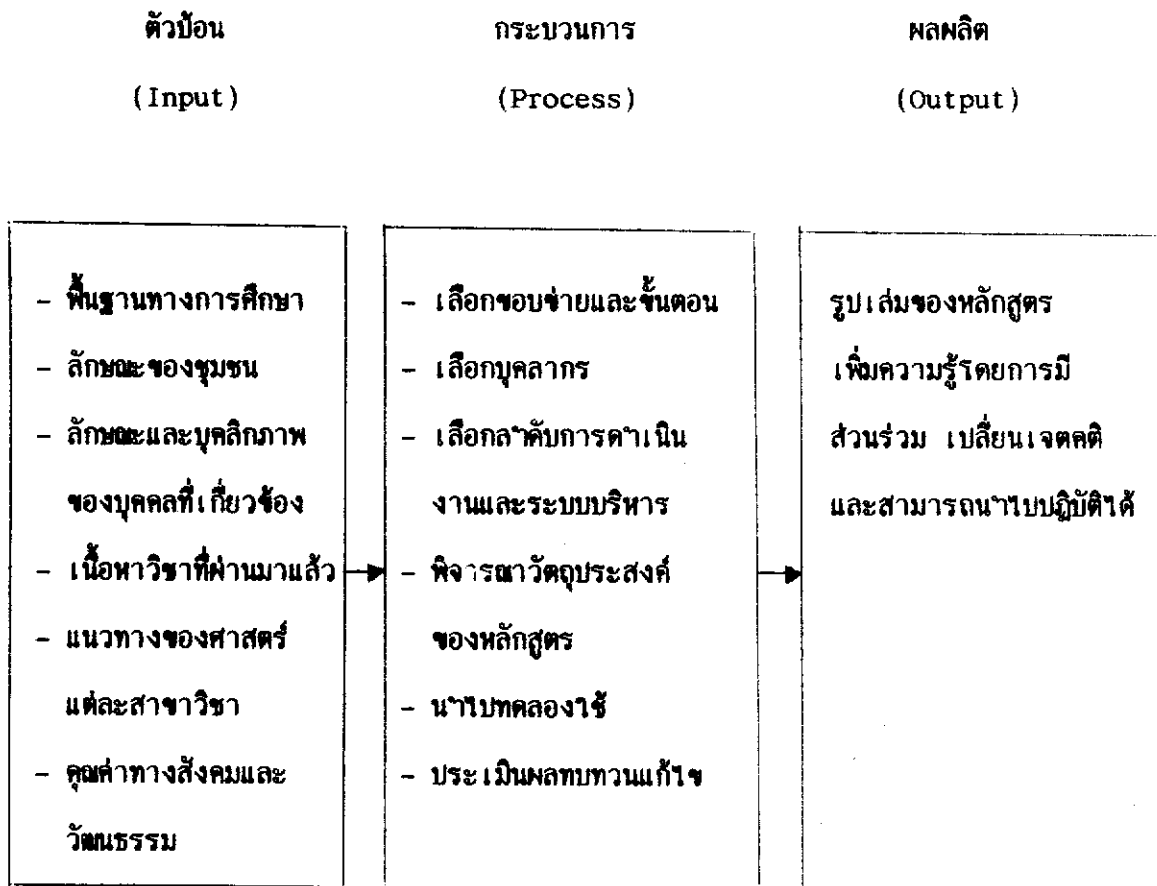 ตัวป้อน
(Input)
กระบวนการ
(Process)
ผลผลิต
(Output)
- พื้นฐานทางการศึกษา
- ลักษณะของชุมชน
- ลักษณะและบุคลิกภาพ
ของบุคคลที่เกี่ยวข้อง
- เนื้อหาวิชาที่ผ่านมาแล้ว
- แนวทางของศาสตร์
แต่ละสาขาวิชา
- คุณค่าทางสังคมและ
วัฒนธรรม
- เลือกขอบข่ายและขั้นตอน
- เลือกบุคลากร
- เลือกลำดับการดำเนิน
งานและระบบบริหาร
- พิจารณาวัตถุประสงค์
ของหลักสูตร
- นำไปทดลองใช้
- ประเมินผลทบทวนแก้ไข
รูปเล่มของหลักสูตร
เพิ่มความรู้โดยการมี
ส่วนร่วม เปลี่ยนเจตคติ
และสามารถนำไปปฏิบัติได้